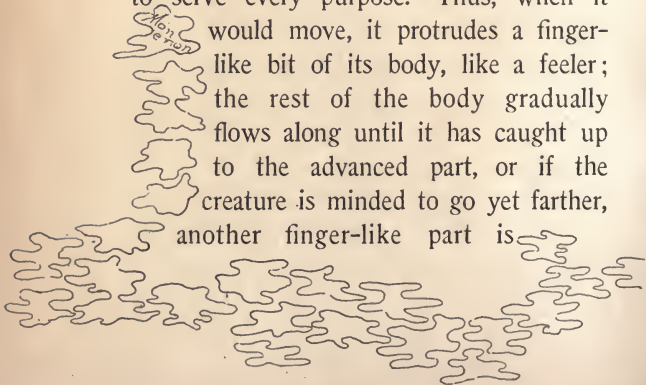 to serve every purpose. Thus, when it
would move, it protrudes a finger-
like bit of its body, like a feeler;
the rest of the body gradually
flows along until it has caught up
to the advanced part, or if the
creature is minded to go yet farther,
another finger-like part is